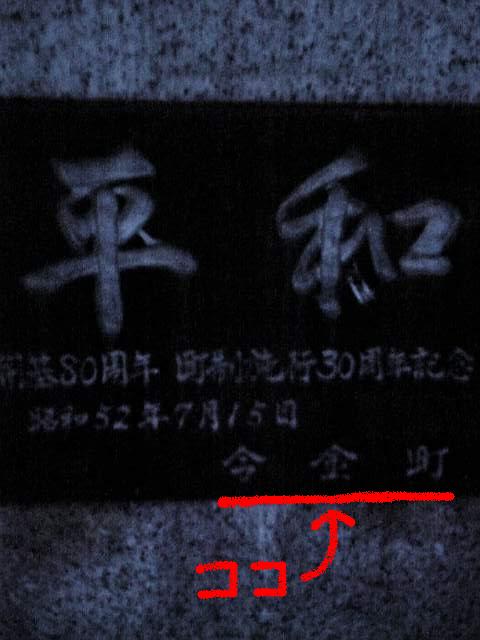 平和
開基80周年 町制施行30周年記念
昭和52年7月15日
今金町
ココ